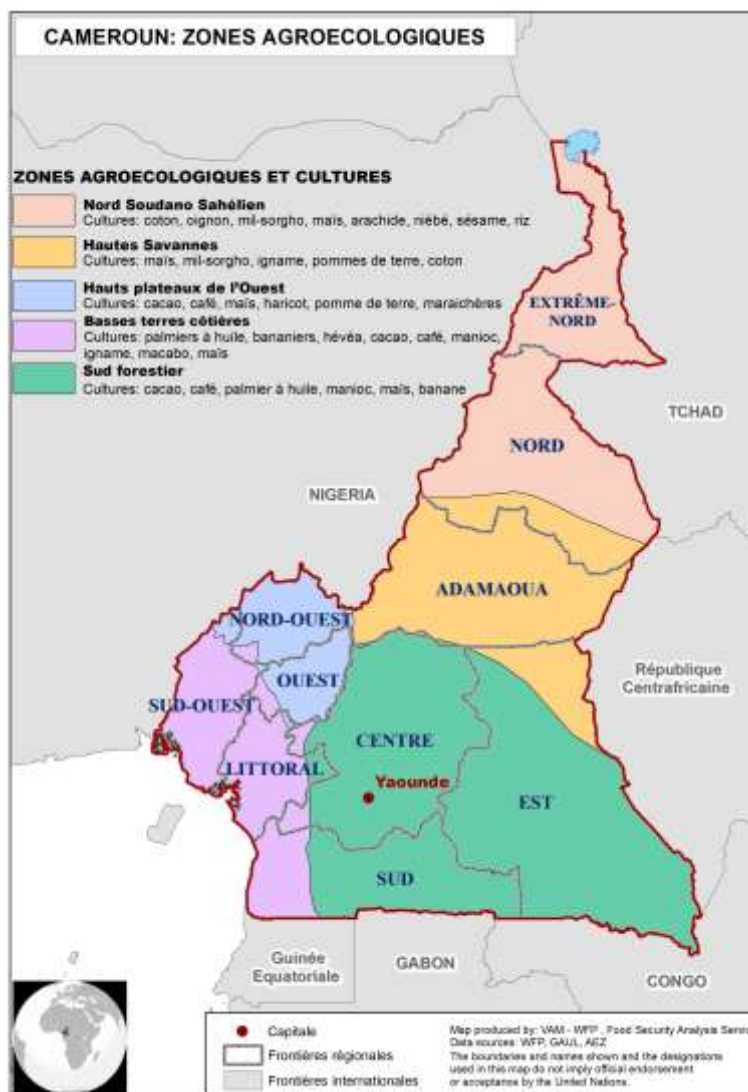 CAMEROUN: ZONES AGROECOLOGIQUES
ZONES AGROECOLOGIQUES ET CULTURES
Nord Soudano Sahélien
Cultures: coton, oignon, mil-sorgho, maïs, arachide, niébé, sésame, riz
Hautes Savannes
Cultures: maïs, mil-sorgho, igname, pommes de terre, coton
Hauts plateaux de l'Ouest
Cultures: cacao, café, maïs, haricot, pomme de terre, maraichères
Basses terres côtières
Cultures: palmiers à huile, bananiers, hévéa, cacao, café, manioc,
igname, macabo, maïs
Sud forestier
Cultures: cacao, café, palmier à huile, manioc, maïs, banane
EXTRÊME-
NORD
TCHAD
NORD
NIGERIA
ADAMAOUA
NORD-OUEST
OUEST
République
Centrafricaine
SUD-OUEST
CENTRE
LITTORAL
Yaounde
EST
SUD
Guinée
Equatoriale
GABON
CONGO
Capitale
Frontières régionales
Frontières internationales
Map produced by: VAM - WFP , Food Security Analysis Servi
Data sources: WFP, GAUL, AEZ
The boundaries and names shown and the designations
used in this map do not imply official endorsement
or acceptance by the United Nations.